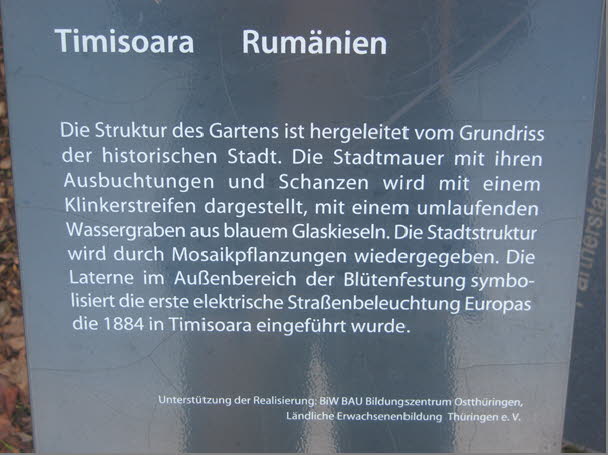 Timisoara Rumänien
Die Struktur des Gartens ist hergeleitet vom Grundriss
der historischen Stadt. Die Stadtmauer mit ihren
Ausbuchtungen und Schanzen wird mit einem
Klinkerstreifen dargestellt, mit einem umlaufenden
Wassergraben aus blauem Glaskieseln. Die Stadtstruktur
wird durch Mosaikpflanzungen wiedergegeben. Die
Laterne im Außenbereich der Blütenfestung symbo-
lisiert die erste elektrische Straßenbeleuchtung Europas
die 1884 in Timisoara eingeführt wurde.
Unterstützung der Realisierung: BiW BAU Bildungszentrum Ostthüringen,
Ländliche Erwachsenenbildung Thüringen e. V.
Partnerstadt T